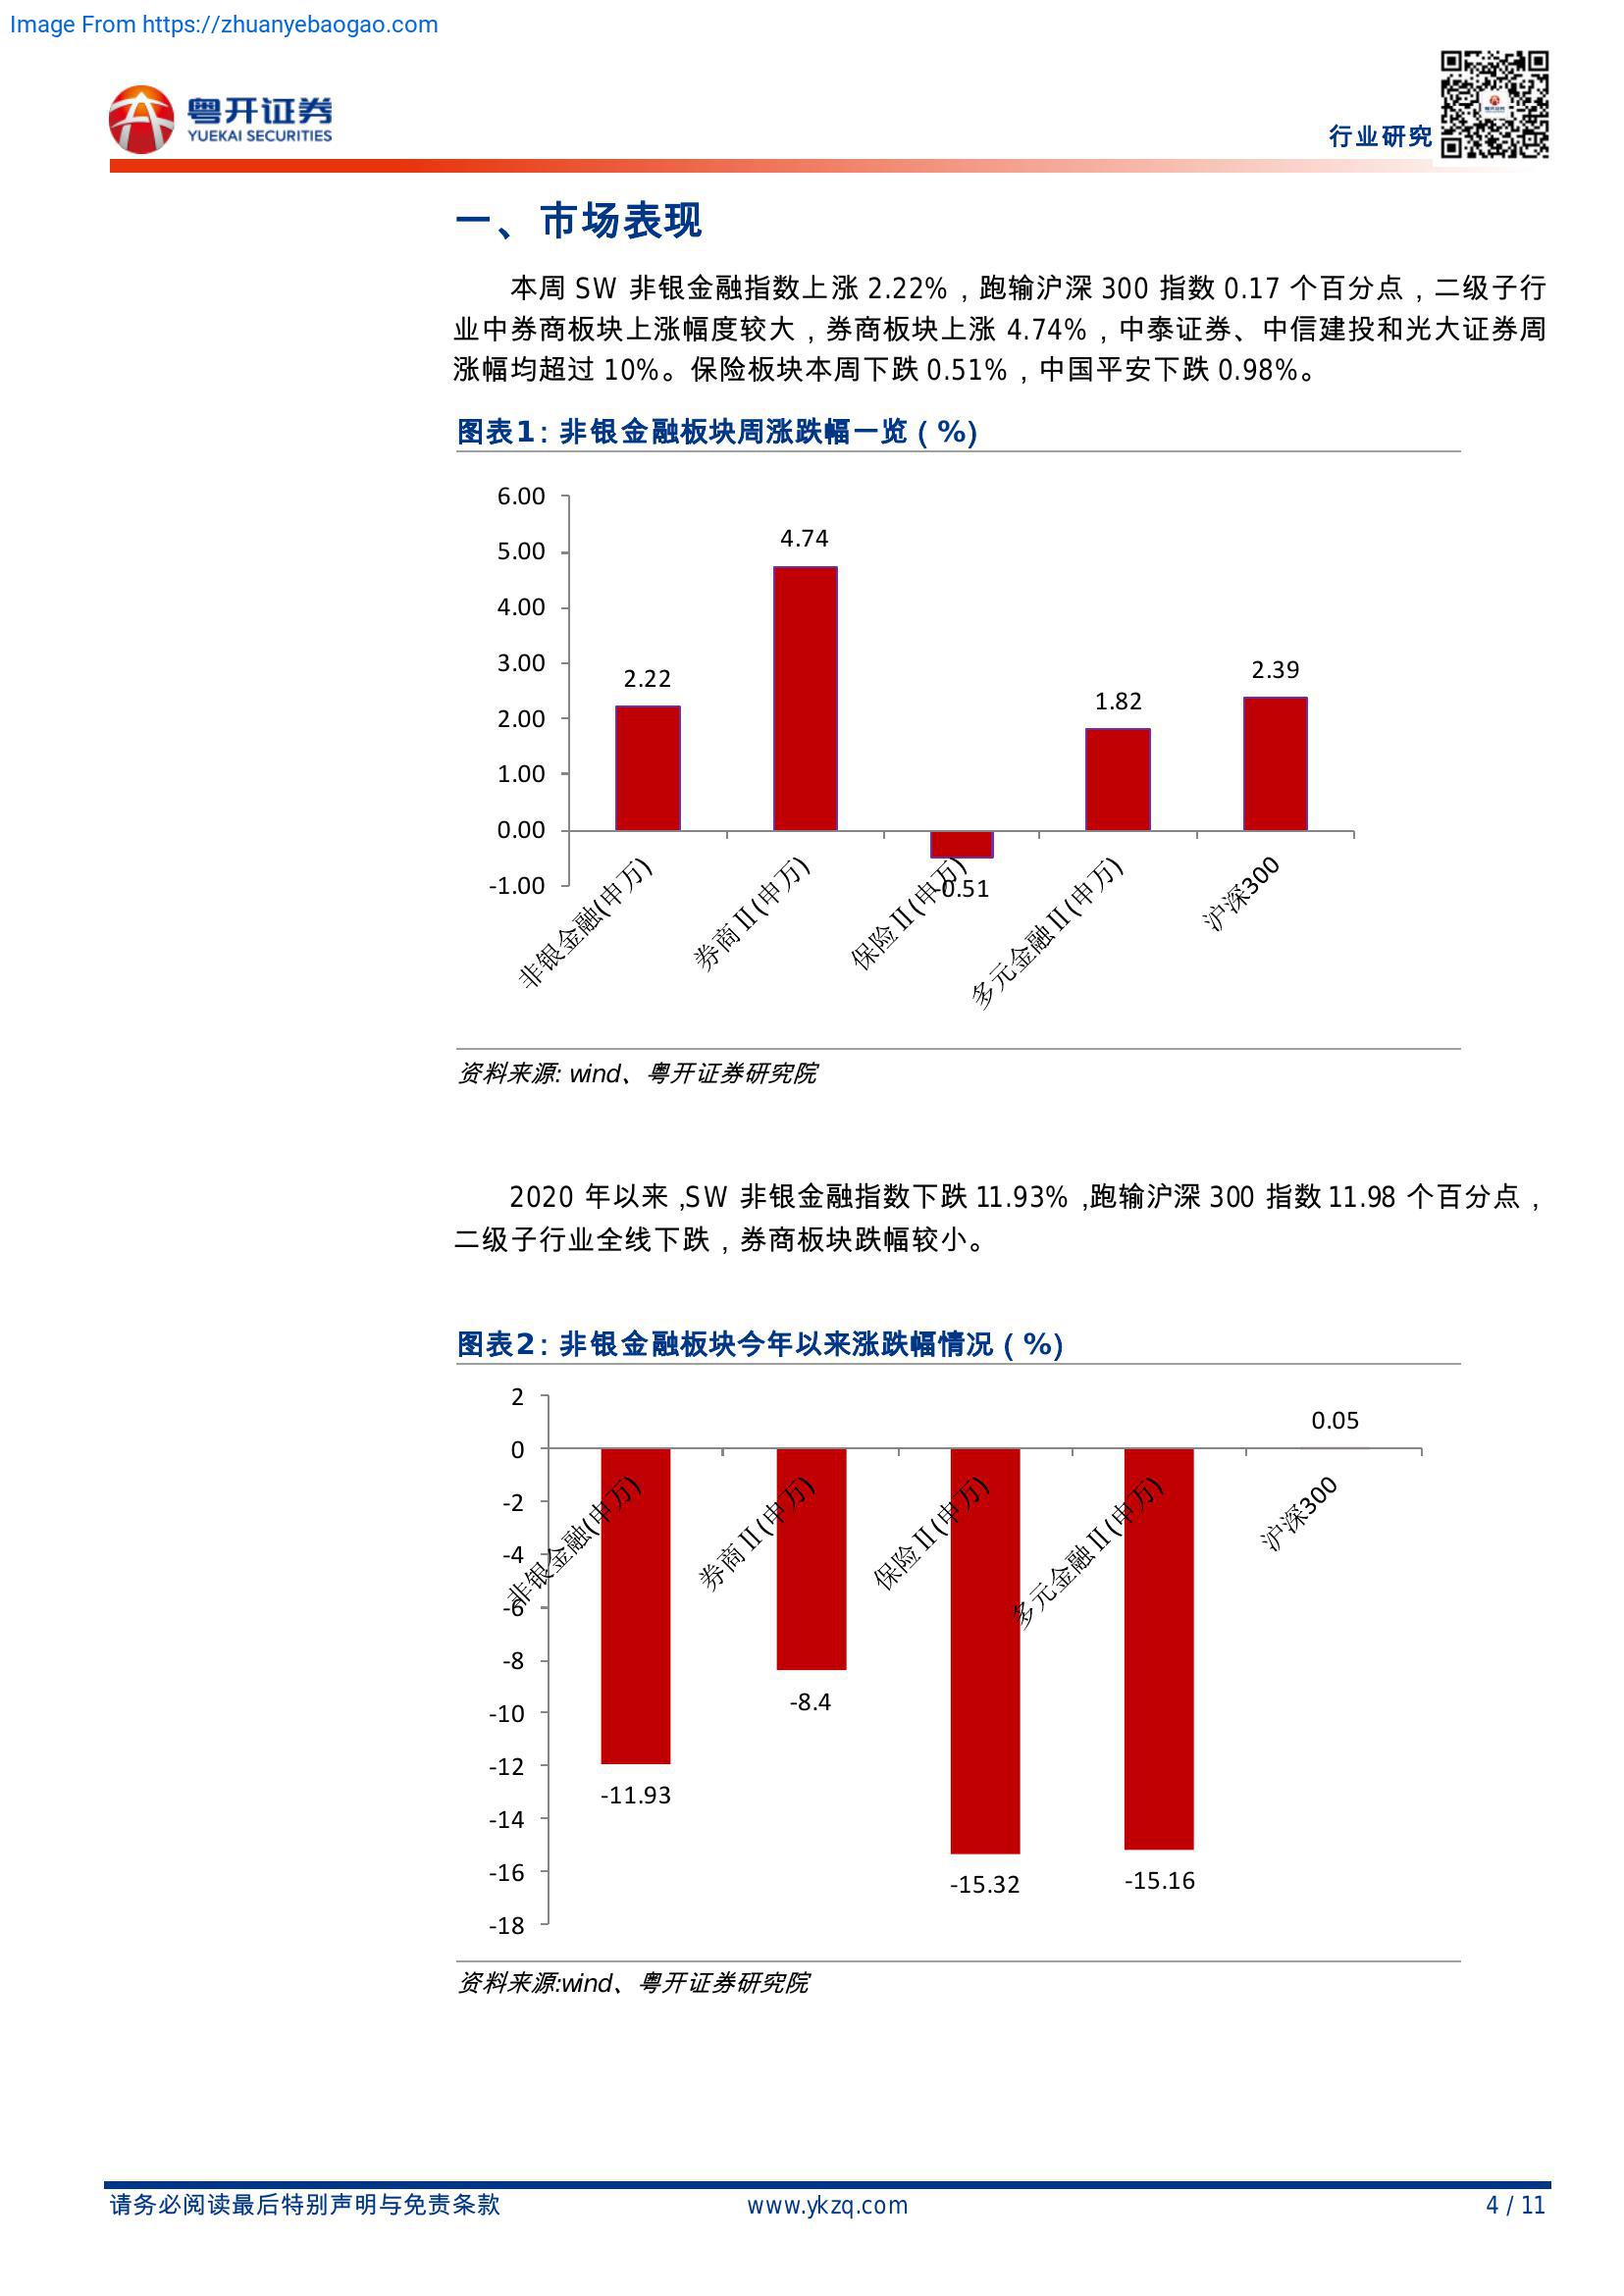 Image From https://zhuanyebaogao.com
粤开证券
YUEKAI SECURITIES
行业研究
一、市场表现
本周 SW 非银金融指数上涨 2.22%，跑输沪深 300 指数 0.17 个百分点，二级子行
业中券商板块上涨幅度较大，券商板块上涨 4.74%，中泰证券、中信建投和光大证券周
涨幅均超过 10%。保险板块本周下跌 0.51%，中国平安下跌 0.98%。
图表1：非银金融板块周涨跌幅一览（%）
6.00
5.00
4.00
3.00
2.00
1.00
0.00
-1.00
2.22
4.74
-0.51
1.82
2.39
非银金融(申万)
券商Ⅱ(申万)
保险Ⅱ(申万)
多元金融Ⅱ(申万)
沪深300
资料来源: wind、粤开证券研究院
2020 年以来,SW 非银金融指数下跌 11.93% ,跑输沪深 300 指数 11.98 个百分点，
二级子行业全线下跌，券商板块跌幅较小。
图表2：非银金融板块今年以来涨跌幅情况（%）
2
0
-2
-4
-6
-8
-10
-12
-14
-16
-18
-11.93
-8.4
-15.32
-15.16
0.05
非银金融(申万)
券商Ⅱ(申万)
保险Ⅱ(申万)
多元金融Ⅱ(申万)
沪深300
资料来源:wind、粤开证券研究院
请务必阅读最后特别声明与免责条款
www.ykzq.com
4 / 11